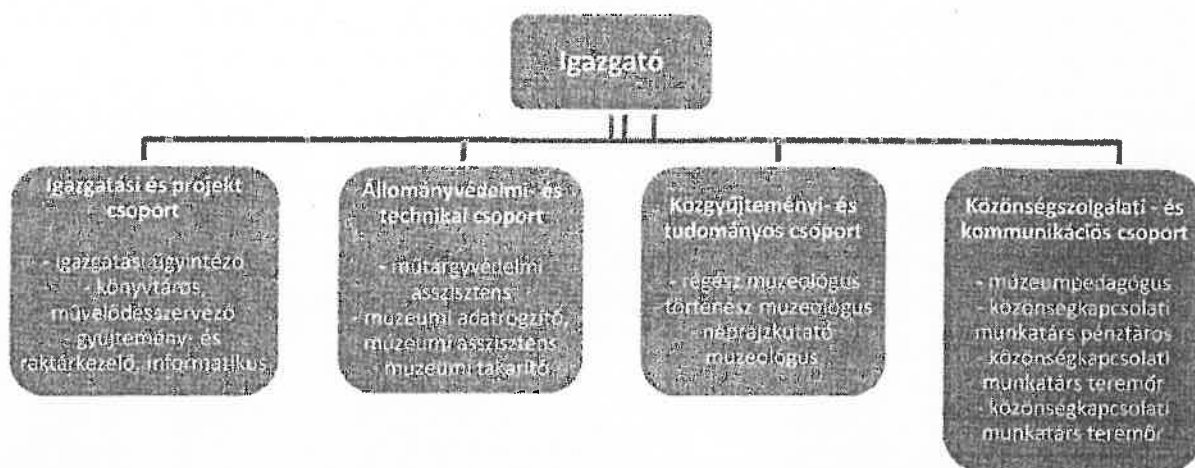 Igazgató
Igazgatási és projekt
csoport
- igazgatási ügyintéző
- könyvtáros,
művelődésszervező
- gyűjtemény- és
raktárkezelő, informatikus
Állományvédelmi- és
technikai csoport
- műtárgyvédelmi
asszisztens
- múzeumi adatrögzítő,
múzeumi asszisztens
- múzeumi takarító
Közgyűjteményi- és
tudományos csoport
- régész muzeológus
- történész muzeológus
- néprajzkutató
muzeológus
Közönségszolgálati - és
kommunikációs csoport
- múzeumpedagógus
- közönségkapcsolati
munkatárs pénztáros
- közönségkapcsolati
munkatárs teremőr
- közönségkapcsolati
munkatárs teremőr